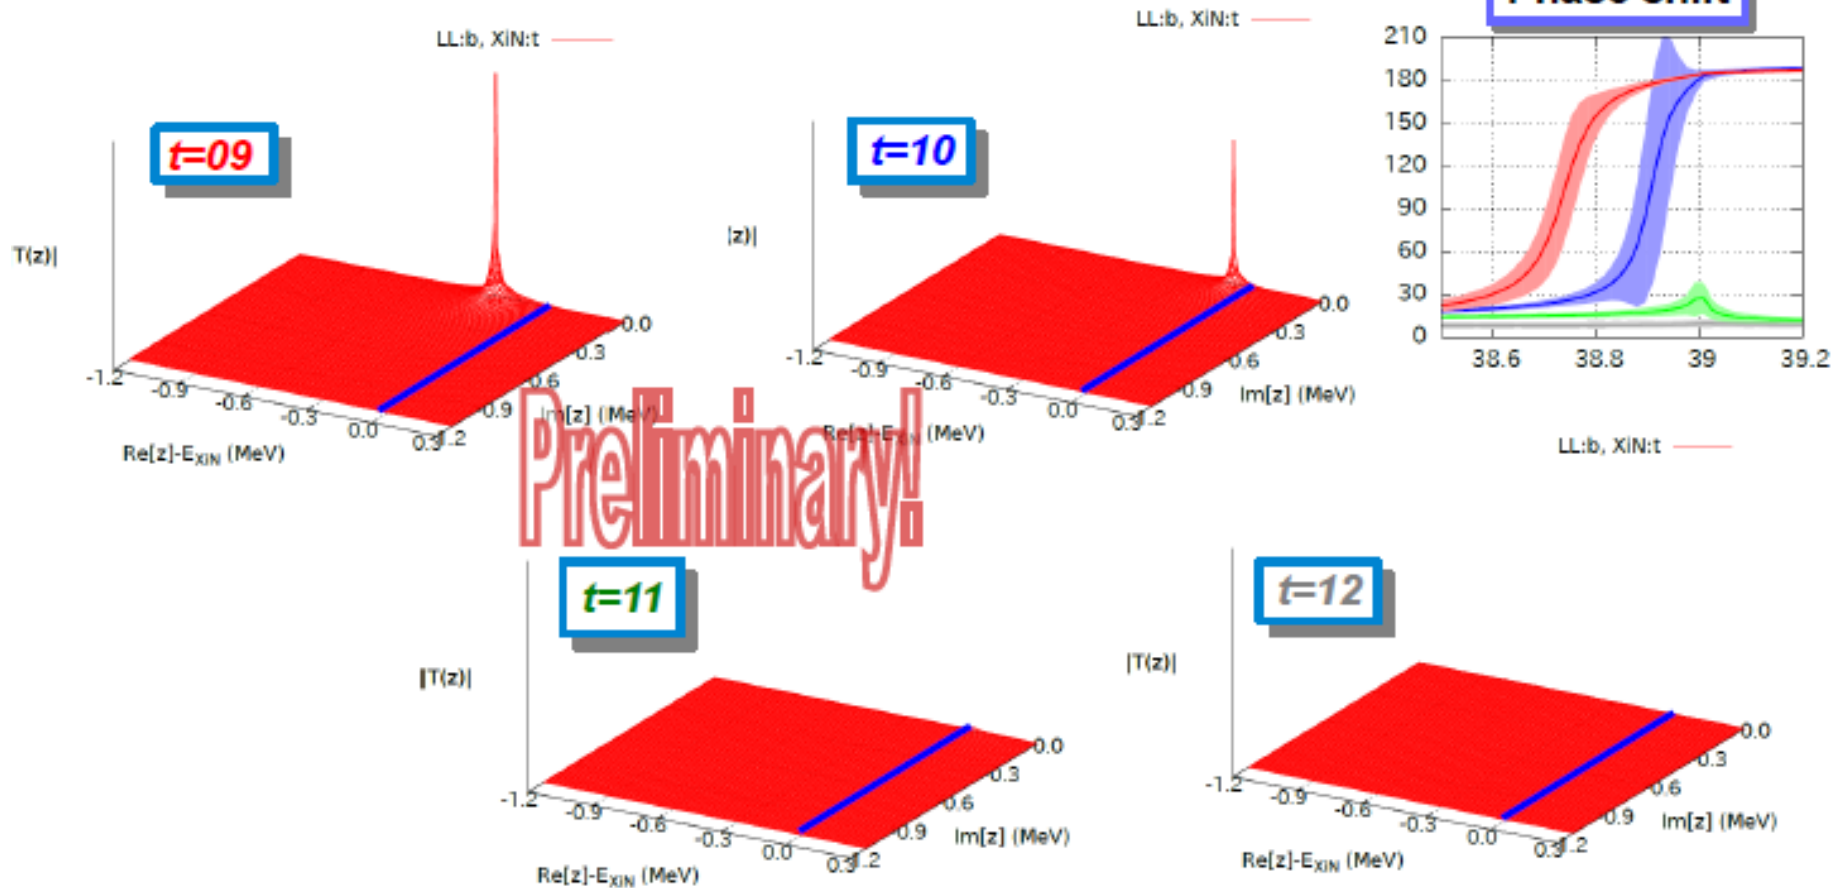 Phase shift
LL:b, XiN:t
LL:b, XiN:t
t=09
t=10
T(z)|
z)|
0.0
-0.3
-0.6
-0.9
-1.2
-1.2
-0.9
-0.6
-0.3
0.0
0.3
Im[z] (MeV)
Re[z]-E_XiN (MeV)
0.0
-0.3
-0.6
-0.9
-1.2
-1.2
-0.9
-0.6
-0.3
0.0
0.3
Im[z] (MeV)
Re[z]-E_XiN (MeV)
210
180
150
120
90
60
30
0
38.6 38.8 39 39.2
LL:b, XiN:t
Preliminary!
t=11
t=12
|T(z)|
|T(z)|
0.0
-0.3
-0.6
-0.9
-1.2
-1.2
-0.9
-0.6
-0.3
0.0
0.3
Im[z] (MeV)
Re[z]-E_XiN (MeV)
0.0
-0.3
-0.6
-0.9
-1.2
-1.2
-0.9
-0.6
-0.3
0.0
0.3
Im[z] (MeV)
Re[z]-E_XiN (MeV)